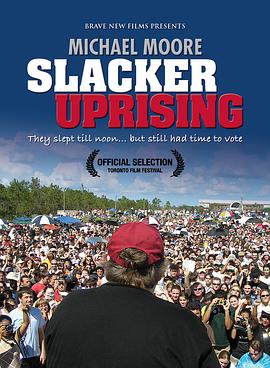 BRAVE NEW FILMS PRESENTS
MICHAEL MOORE
SLACKER
UPRISING
They slept till noon... but still had time to vote
OFFICIAL SELECTION
TORONTO FILM FESTIVAL